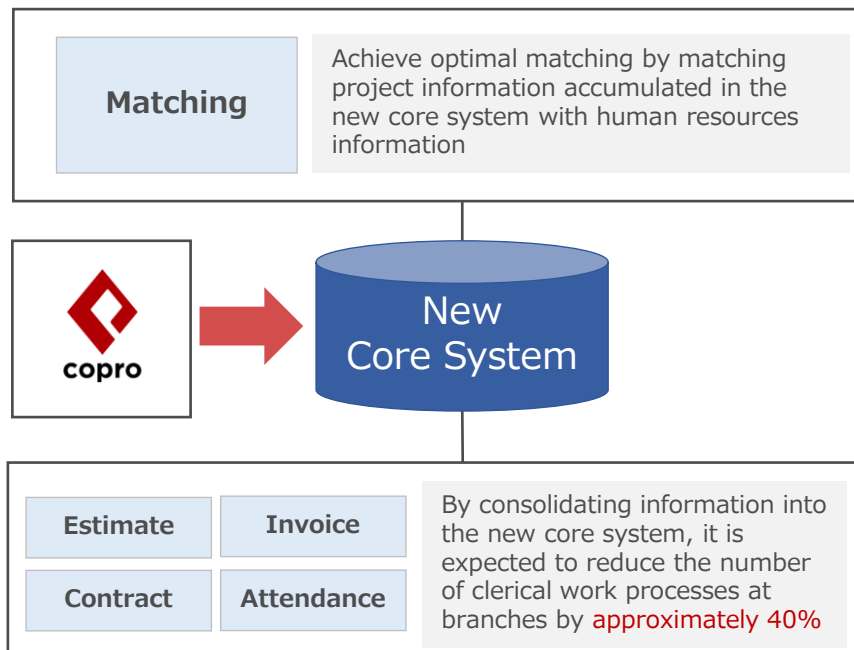 Matching
Achieve optimal matching by matching
project information accumulated in the
new core system with human resources
information
copro
New
Core System
Estimate
Invoice
Contract
Attendance
By consolidating information into
the new core system, it is
expected to reduce the number
of clerical work processes at
branches by approximately 40%